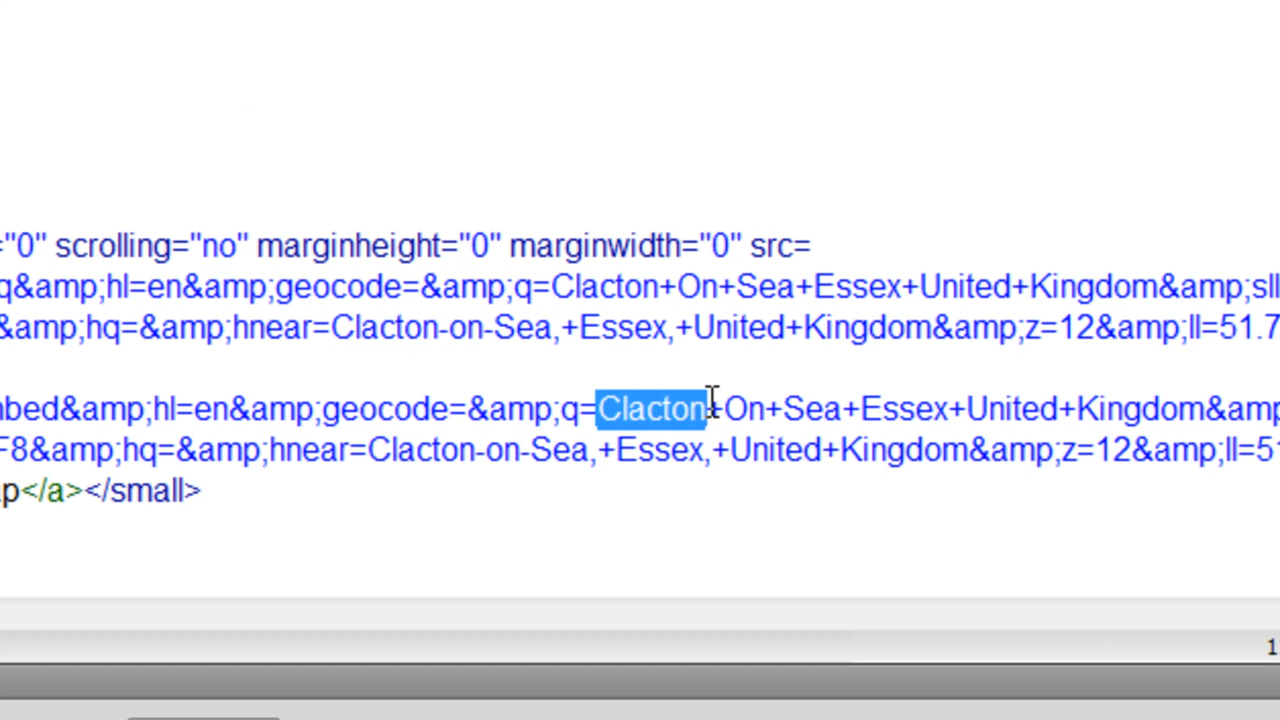 ="0" scrolling="no" marginheight="0" marginwidth="0" src=
q&amp;hl=en&amp;geocode=&amp;q=Clacton+On+Sea+Essex+United+Kingdom&amp;sll
&amp;hq=&amp;hnear=Clacton-on-Sea,+Essex,+United+Kingdom&amp;z=12&amp;ll=51.7
nbed&amp;hl=en&amp;geocode=&amp;q=Clacton+On+Sea+Essex+United+Kingdom&amp
F8&amp;hq=&amp;hnear=Clacton-on-Sea,+Essex,+United+Kingdom&amp;z=12&amp;ll=51
ap</a></small>
1